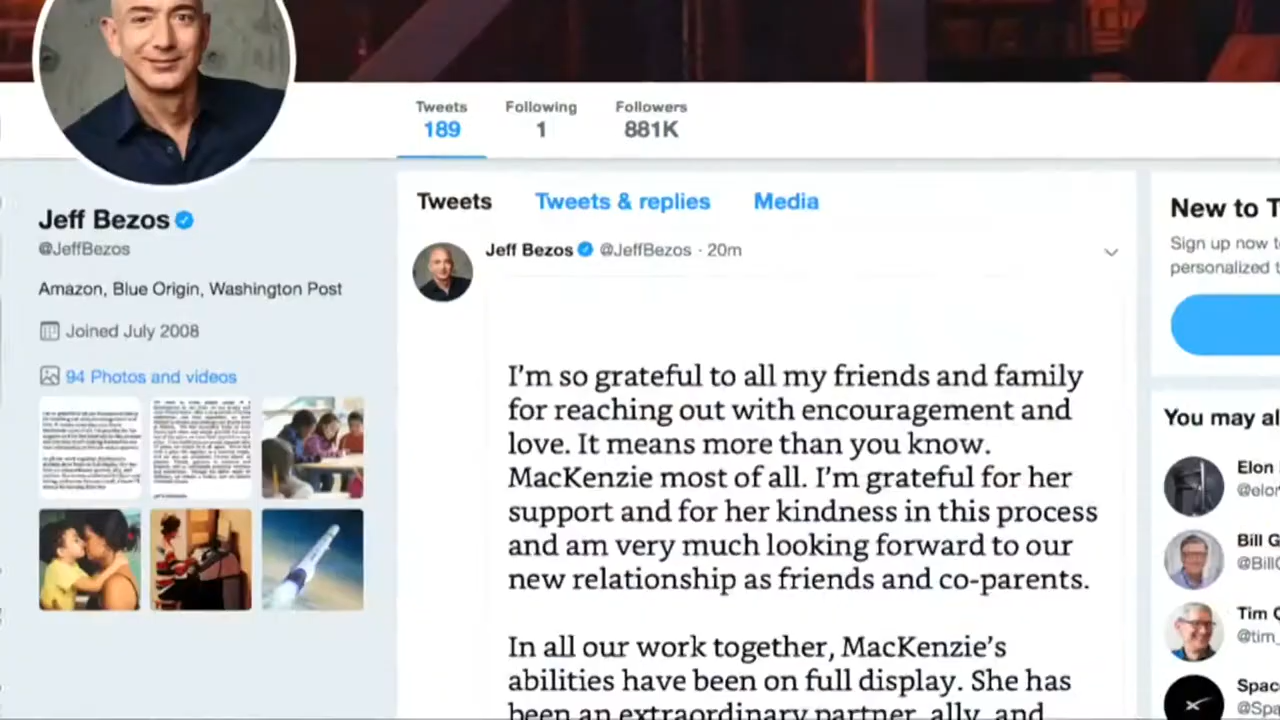 Tweets
189
Following
1
Followers
881K
Jeff Bezos
@JeffBezos
Amazon, Blue Origin, Washington Post
Joined July 2008
94 Photos and videos
Tweets
Tweets & replies
Media
Jeff Bezos @JeffBezos · 20m
I’m so grateful to all my friends and family
for reaching out with encouragement and
love. It means more than you know.
MacKenzie most of all. I’m grateful for her
support and for her kindness in this process
and am very much looking forward to our
new relationship as friends and co-parents.
In all our work together, MacKenzie’s
abilities have been on full display. She has
been an extraordinary partner, ally, and
New to T
Sign up now t
personalized t
You may al
Elon
@elor
Bill G
@Bill
Tim C
@tim_
Spac
@Spa